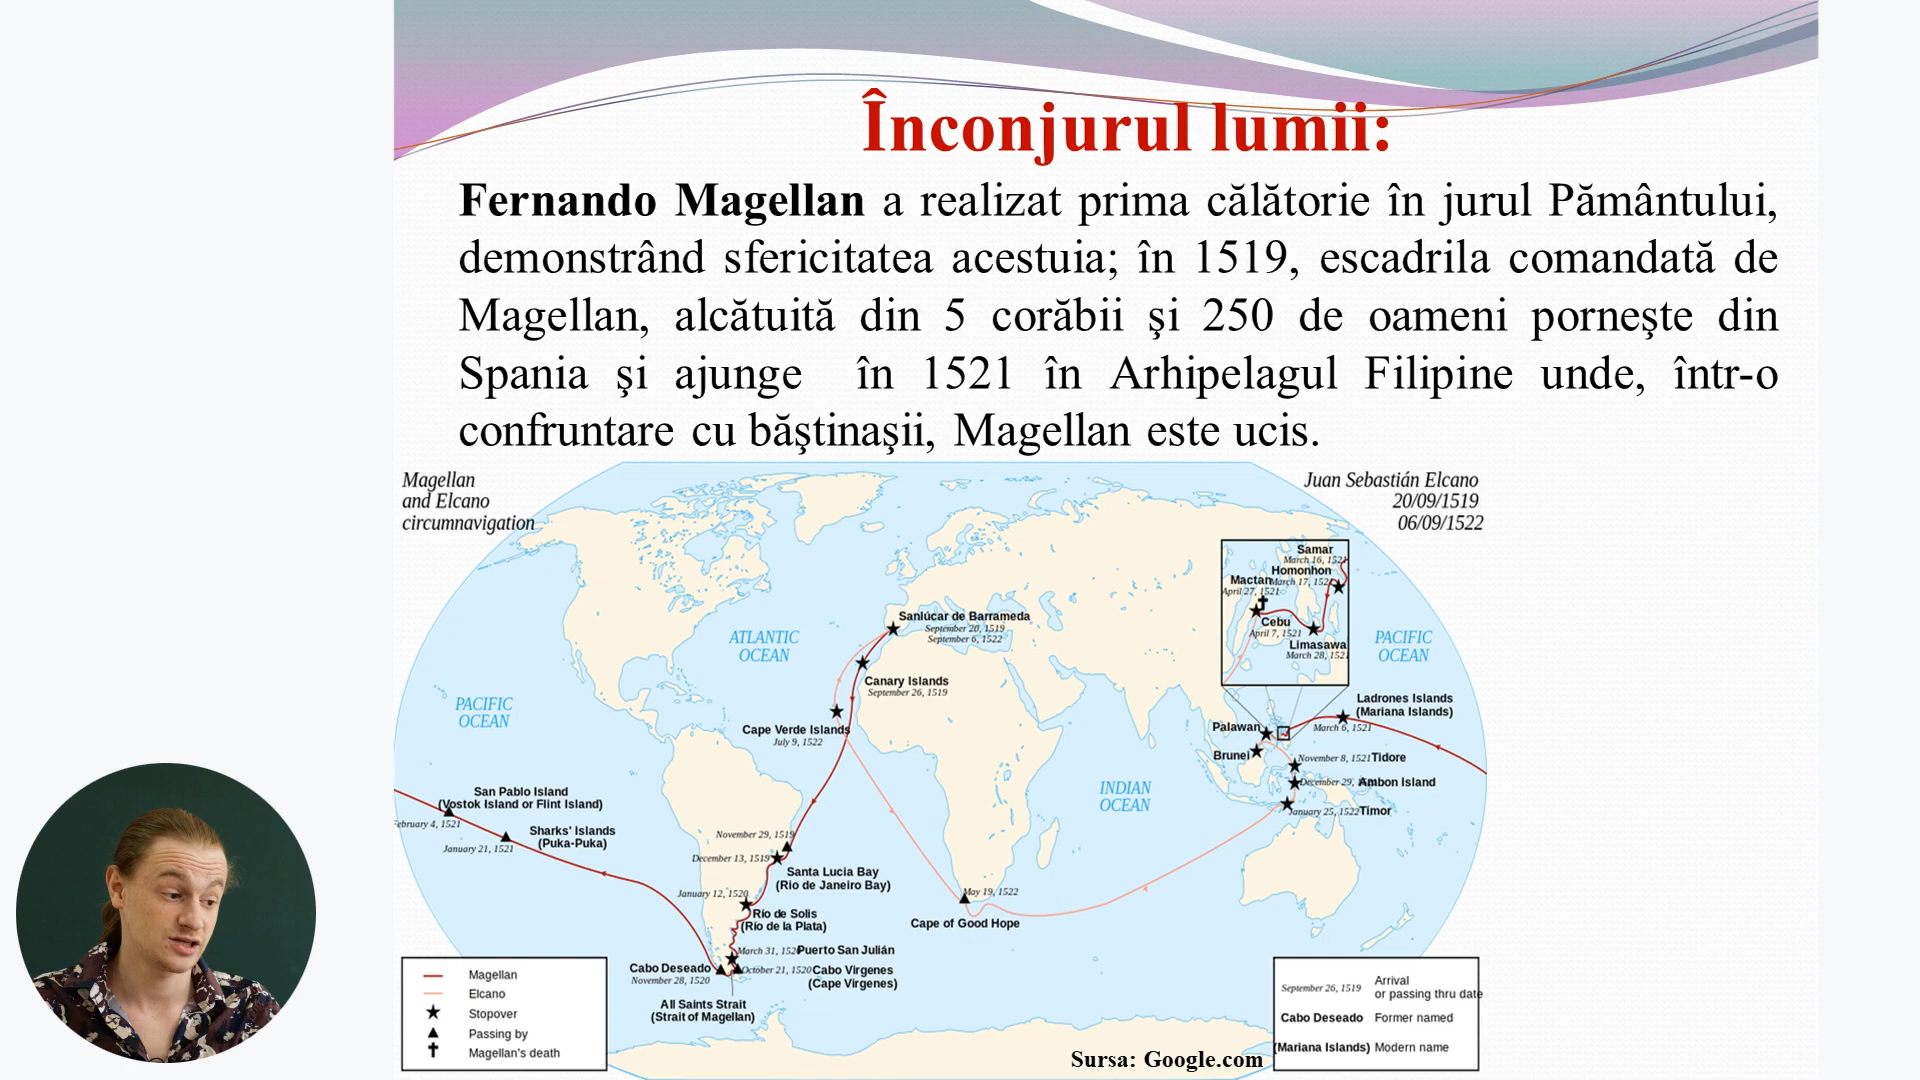 Înconjurul lumii:
Fernando Magellan a realizat prima călătorie în jurul Pământului,
demonstrând sfericitatea acestuia; în 1519, escadrila comandată de
Magellan, alcătuită din 5 corăbii şi 250 de oameni porneşte din
Spania şi ajunge în 1521 în Arhipelagul Filipine unde, într-o
confruntare cu băştinaşii, Magellan este ucis.
Magellan
and Elcano
circumnavigation
Juan Sebastián Elcano
20/09/1519
06/09/1522
Samar
March 16, 1521
Homonhon
March 17, 1521
Mactan
April 27, 1521
Cebu
April 7, 1521
Limasawa
March 28, 1521
Sanlúcar de Barrameda
September 20, 1519
September 6, 1522
ATLANTIC
OCEAN
PACIFIC
OCEAN
Canary Islands
September 26, 1519
PACIFIC
OCEAN
Ladrones Islands
(Mariana Islands)
March 6, 1521
Cape Verde Islands
July 9, 1522
Palawan
Brunei
November 8, 1521 Tidore
December 29, Ambon Island
January 25, 1522 Timor
INDIAN
OCEAN
San Pablo Island
(Vostok Island or Flint Island)
February 4, 1521
Sharks' Islands
(Puka-Puka)
January 21, 1521
November 29, 1519
December 13, 1519
Santa Lucia Bay
(Rio de Janeiro Bay)
January 12, 1520
Río de Solis
(Río de la Plata)
May 19, 1522
Cape of Good Hope
March 31, 1520 Puerto San Julián
Cabo Deseado
November 28, 1520
October 21, 1520 Cabo Virgenes
(Cape Virgenes)
All Saints Strait
(Strait of Magellan)
Magellan
Elcano
Stopover
Passing by
Magellan's death
September 26, 1519 Arrival
or passing thru date
Cabo Deseado Former named
(Mariana Islands) Modern name
Sursa: Google.com